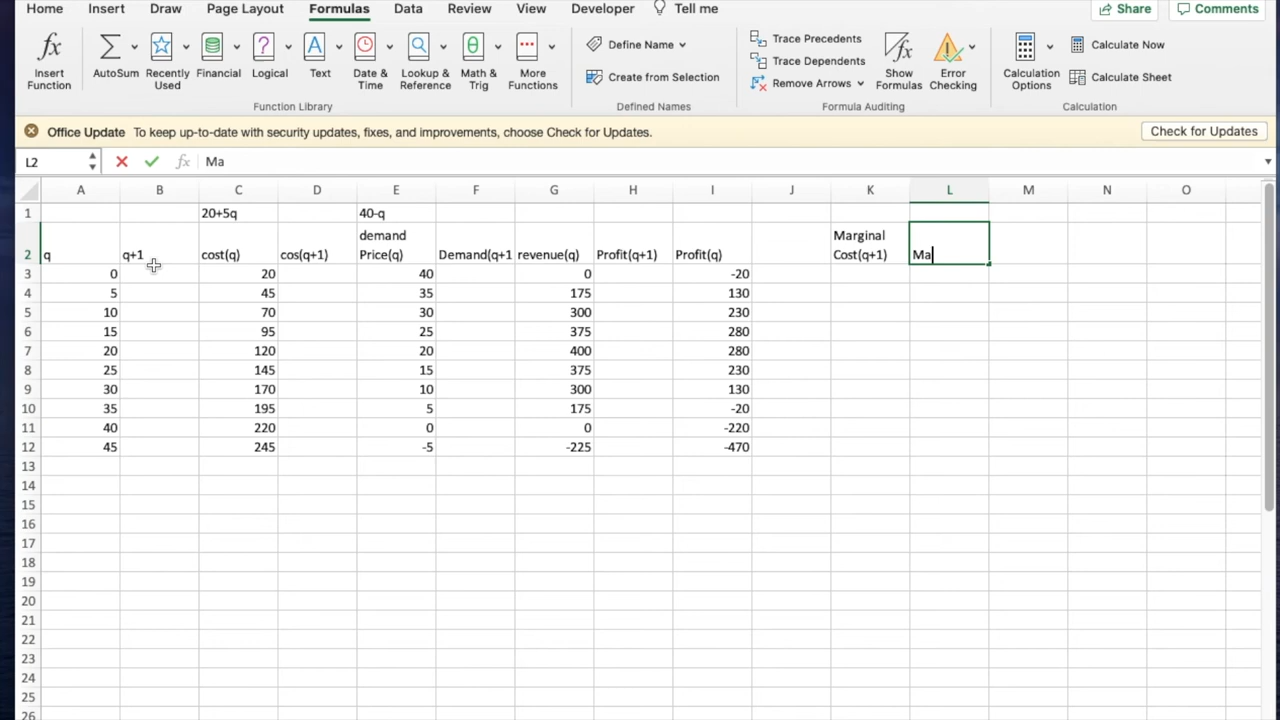 Home Insert Draw Page Layout Formulas Data Review View Developer Tell me Share Comments
Insert Function
AutoSum
Recently Used
Financial
Logical
Text
Date & Time
Lookup & Reference
Math & Trig
More Functions
Function Library
Define Name
Create from Selection
Defined Names
Trace Precedents
Trace Dependents
Remove Arrows
Show Formulas
Error Checking
Formula Auditing
Calculation Options
Calculate Now
Calculate Sheet
Calculation
Office Update To keep up-to-date with security updates, fixes, and improvements, choose Check for Updates. Check for Updates
L2 fx Ma
A B C D E F G H I J K L M N O
1 20+5q 40-q
2 q q+1 cost(q) cos(q+1) demand Price(q) Demand(q+1 revenue(q) Profit(q+1) Profit(q) Marginal Cost(q+1) Ma
3 0 20 40 0 -20
4 5 45 35 175 130
5 10 70 30 300 230
6 15 95 25 375 280
7 20 120 20 400 280
8 25 145 15 375 230
9 30 170 10 300 130
10 35 195 5 175 -20
11 40 220 0 0 -220
12 45 245 -5 -225 -470
13
14
15
16
17
18
19
20
21
22
23
24
25
26